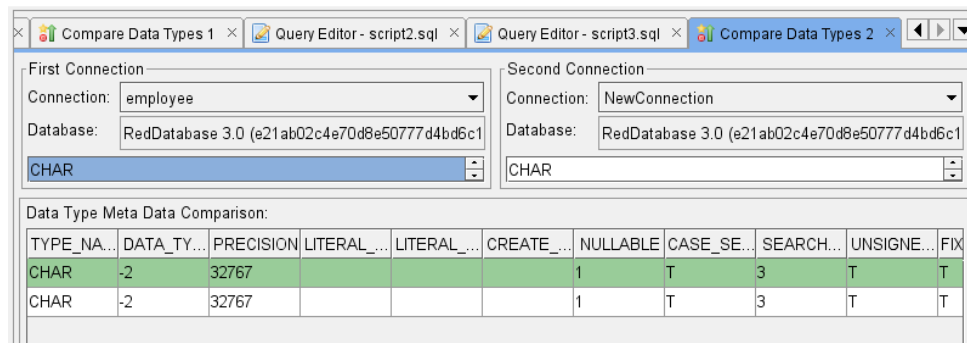 Compare Data Types 1 Query Editor - script2.sql Query Editor - script3.sql Compare Data Types 2
First Connection Second Connection
Connection: employee Connection: NewConnection
Database: RedDatabase 3.0 (e21ab02c4e70d8e50777d4bd6c1 Database: RedDatabase 3.0 (e21ab02c4e70d8e50777d4bd6c1
CHAR CHAR
Data Type Meta Data Comparison:
TYPE_NA... DATA_TY... PRECISION LITERAL_... LITERAL_... CREATE_... NULLABLE CASE_SE... SEARCH... UNSIGNE... FIX
CHAR -2 32767 1 T 3 T T
CHAR -2 32767 1 T 3 T T